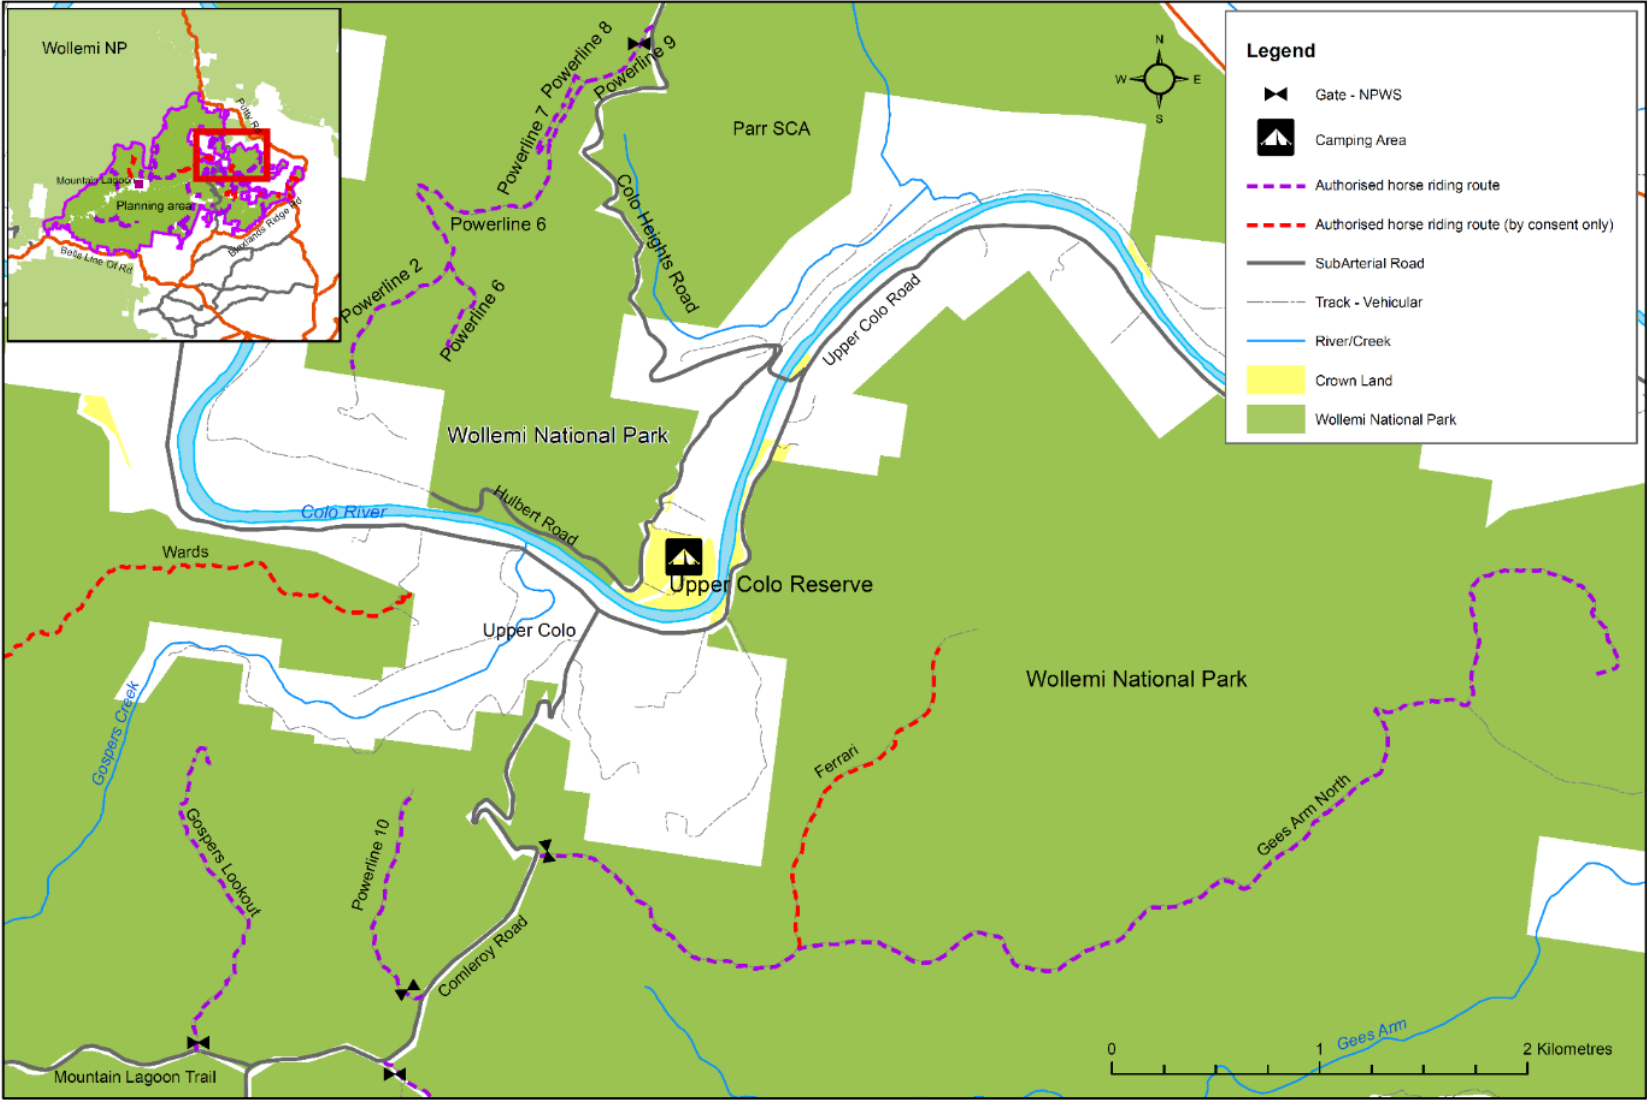 Wollemi NP
Putty Rd
Mountain Lagoon
Planning area
Blaxlands Ridge Rd
Bells Line Of Rd
Powerline 8
Powerline 9
Powerline 7
Parr SCA
N
W
E
S
Legend
Gate - NPWS
Camping Area
Authorised horse riding route
Authorised horse riding route (by consent only)
SubArterial Road
Track - Vehicular
River/Creek
Crown Land
Wollemi National Park
Colo Heights Road
Powerline 6
Powerline 2
Powerline 6
Upper Colo Road
Wollemi National Park
Hulbert Road
Colo River
Wards
Upper Colo Reserve
Upper Colo
Wollemi National Park
Gospers Creek
Ferrari
Gees Arm North
Gospers Lookout
Powerline 10
Comleroy Road
Gees Arm
Mountain Lagoon Trail
0
1
2 Kilometres